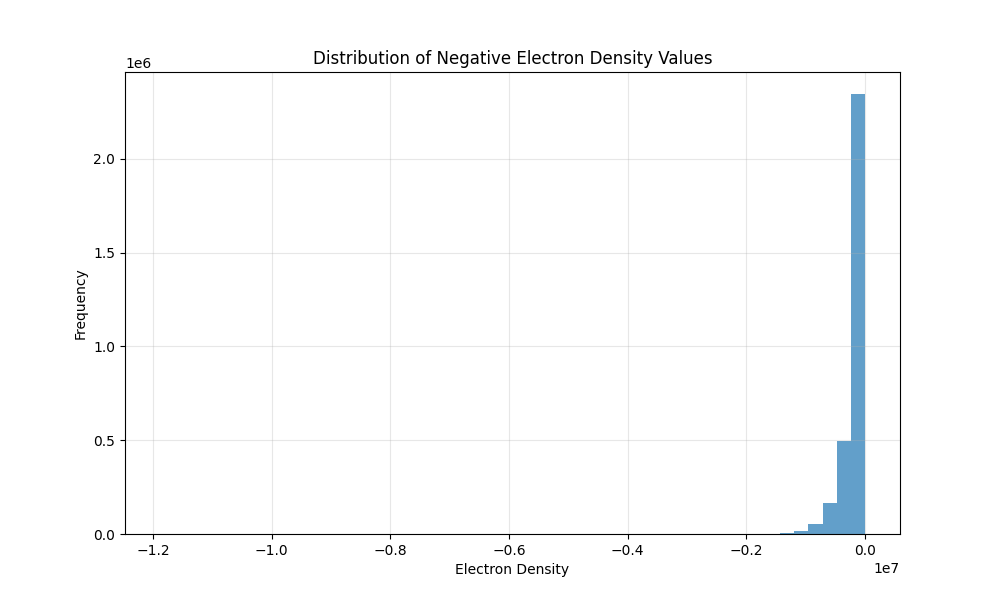 Distribution of Negative Electron Density Values
1e6
2.0
1.5
1.0
0.5
0.0
Frequency
−1.2 −1.0 −0.8 −0.6 −0.4 −0.2 0.0
1e7
Electron Density